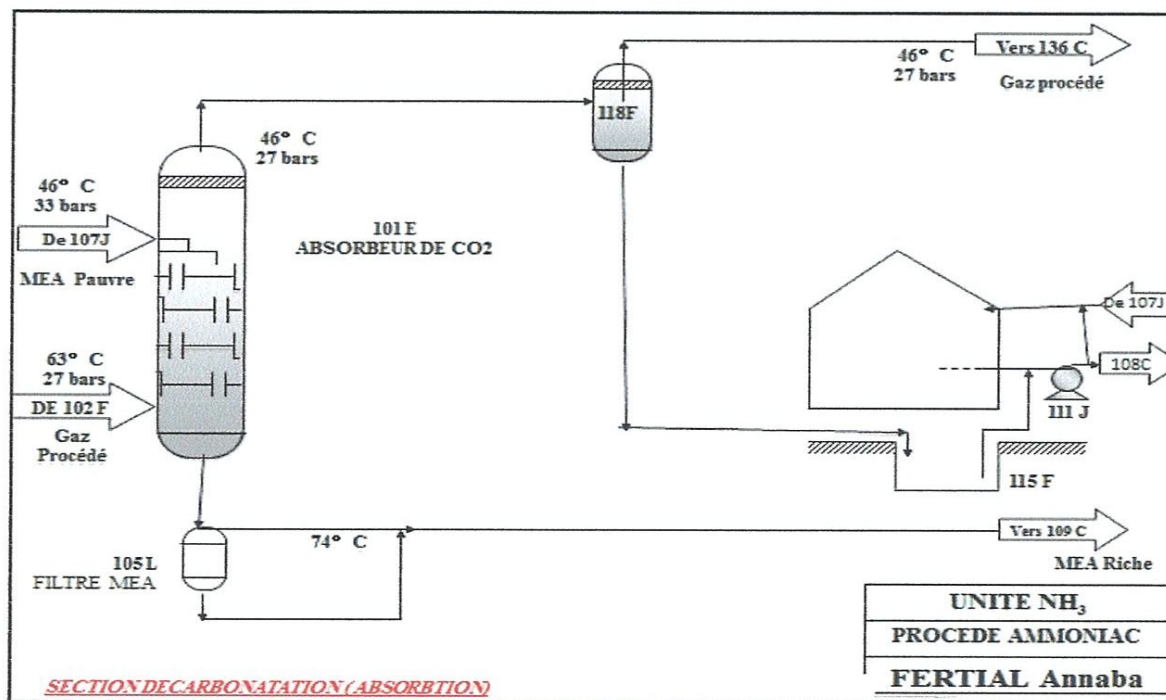 Vers 136 C
46° C
27 bars
Gaz procédé
118F
46° C
27 bars
46° C
33 bars
De 107J
MEA Pauvre
101 E
ABSORBEUR DE CO2
63° C
27 bars
DE 102 F
Gaz
Procédé
De 107J
108C
111 J
115 F
74° C
Vers 109 C
MEA Riche
105 L
FILTRE MEA
UNITE NH₃
PROCEDE AMMONIAC
FERTIAL Annaba
SECTION DECARBONATATION (ABSORBTION)